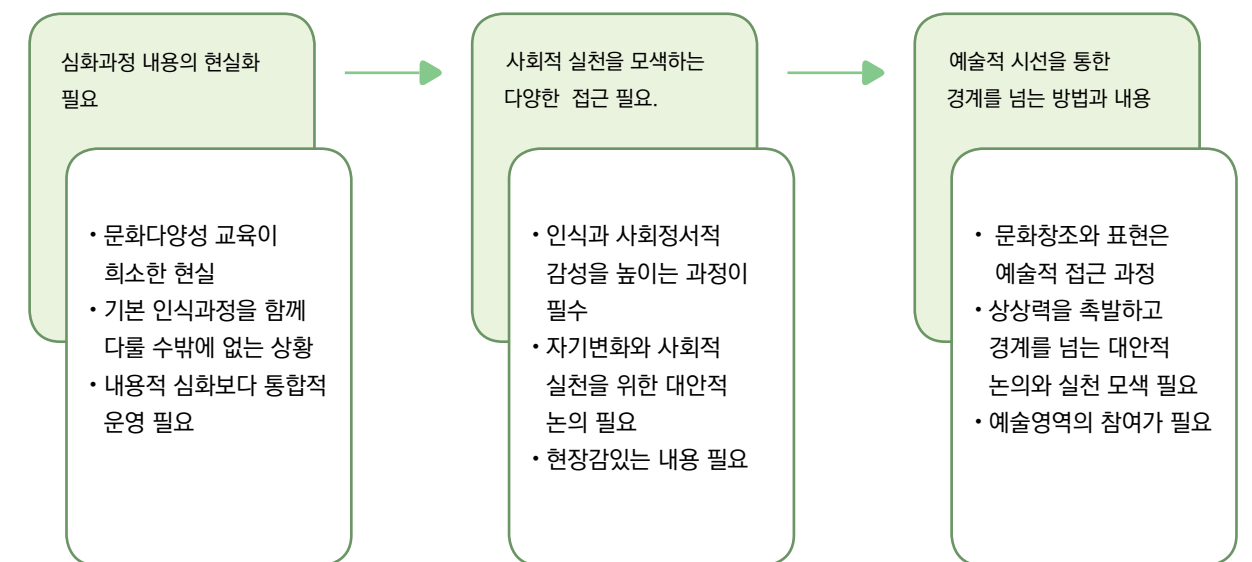 심화과정 내용의 현실화
필요
• 문화다양성 교육이
희소한 현실
• 기본 인식과정을 함께
다룰 수밖에 없는 상황
• 내용적 심화보다 통합적
운영 필요
사회적 실천을 모색하는
다양한 접근 필요.
• 인식과 사회정서적
감성을 높이는 과정이
필수
• 자기변화와 사회적
실천을 위한 대안적
논의 필요
• 현장감있는 내용 필요
예술적 시선을 통한
경계를 넘는 방법과 내용
• 문화창조와 표현은
예술적 접근 과정
• 상상력을 촉발하고
경계를 넘는 대안적
논의와 실천 모색 필요
• 예술영역의 참여가 필요